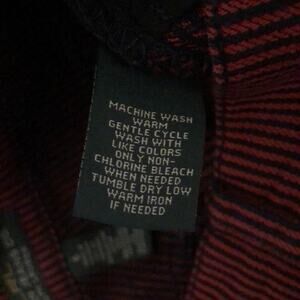 MACHINE WASH
WARM
GENTLE CYCLE
WASH WITH
LIKE COLORS
ONLY NON-
CHLORINE BLEACH
WHEN NEEDED
TUMBLE DRY LOW
WARM IRON
IF NEEDED